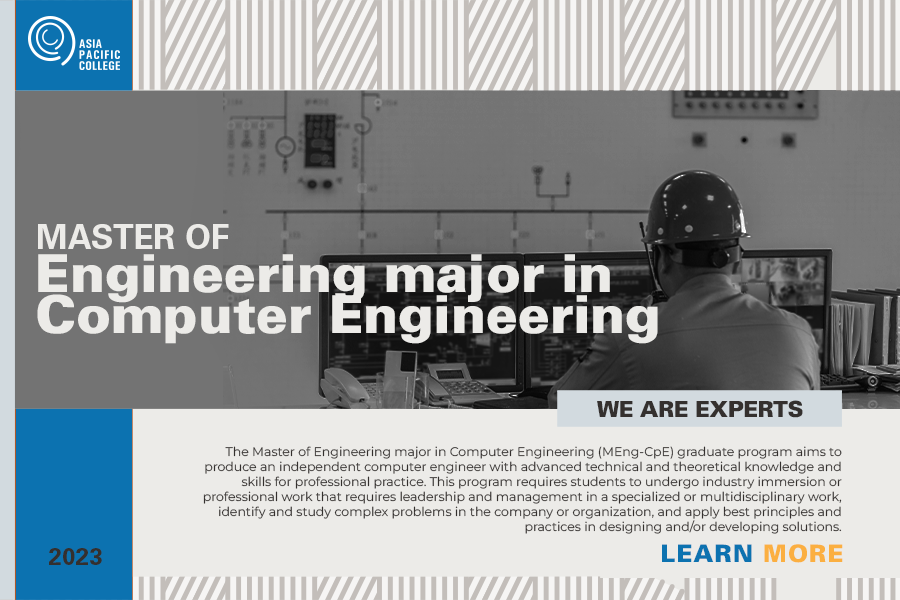 ASIA
PACIFIC
COLLEGE
MASTER OF
Engineering major in
Computer Engineering
WE ARE EXPERTS
The Master of Engineering major in Computer Engineering (MEng-CpE) graduate program aims to
produce an independent computer engineer with advanced technical and theoretical knowledge and
skills for professional practice. This program requires students to undergo industry immersion or
professional work that requires leadership and management in a specialized or multidisciplinary work,
identify and study complex problems in the company or organization, and apply best principles and
practices in designing and/or developing solutions.
LEARN MORE
2023